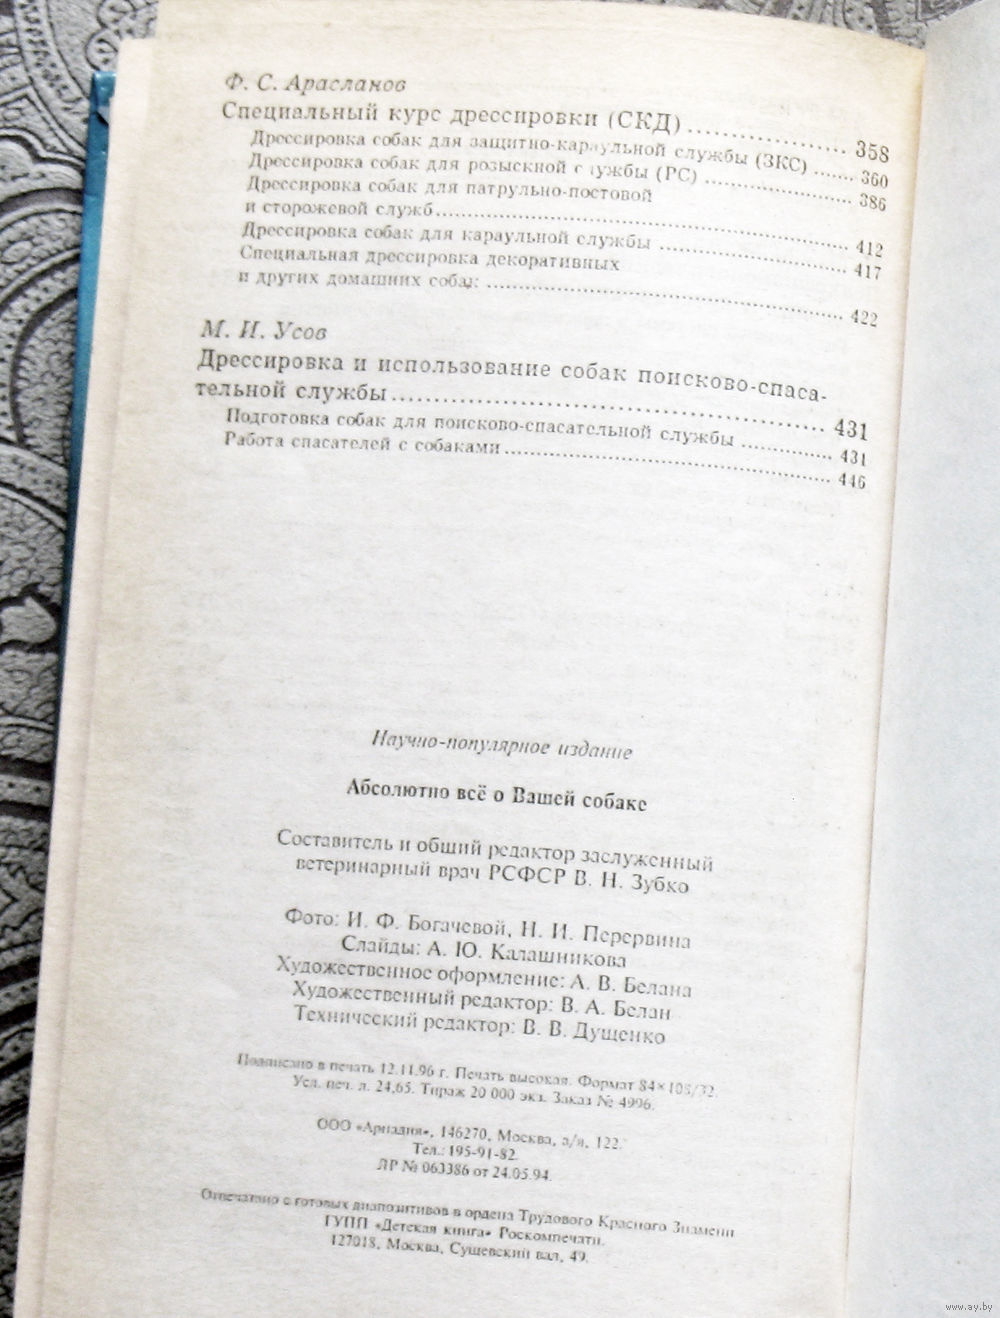 Ф. С. Арасланов
Специальный курс дрессировки (СКД) ................ 358
Дрессировка собак для защитно-караульной службы (ЗКС) ....... 360
Дрессировка собак для розыскной службы (РС) ................ 386
Дрессировка собак для патрульно-постовой
и сторожевой служб ................ 412
Дрессировка собак для караульной службы ................ 417
Специальная дрессировка декоративных
и других домашних собак ................ 422
М. И. Усов
Дрессировка и использование собак поисково-спаса-
тельной службы ................ 431
Подготовка собак для поисково-спасательной службы ............ 431
Работа спасателей с собаками ................ 446
Научно-популярное издание
Абсолютно всё о Вашей собаке
Составитель и общий редактор заслуженный
ветеринарный врач РСФСР В. Н. Зубко
Фото: И. Ф. Богачевой, Н. И. Перервина
Слайды: А. Ю. Калашникова
Художественное оформление: А. В. Белана
Художественный редактор: В. А. Белан
Технический редактор: В. В. Дущенко
Подписано в печать 12.11.96 г. Печать высокая. Формат 84×108/32.
Усл. печ. л. 24,65. Тираж 20 000 экз. Заказ № 4996.
ООО «Ариадия», 146270, Москва, а/я, 122.
Тел.: 195-91-82.
ЛР № 063386 от 24.05.94.
Отпечатано с готовых диапозитивов в ордена Трудового Красного Знамени
ГУПП «Детская книга» Роскомпечати.
127018, Москва, Сущевский вал, 49.
www.ay.by